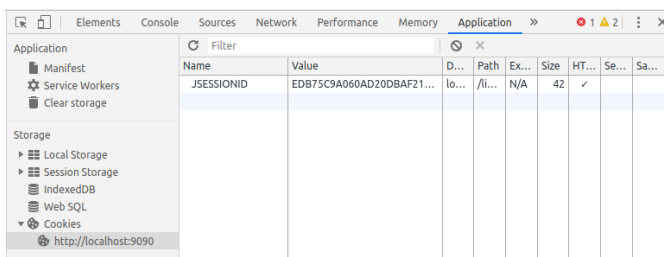 Elements Console Sources Network Performance Memory Application » 1 2
Application
Manifest
Service Workers
Clear storage
Storage
Local Storage
Session Storage
IndexedDB
Web SQL
Cookies
http://localhost:9090
Filter
Name Value D... Path Ex... Size HT... Se... Sa...
JSESSIONID EDB75C9A060AD20DBAF21... lo... /li... N/A 42 ✓